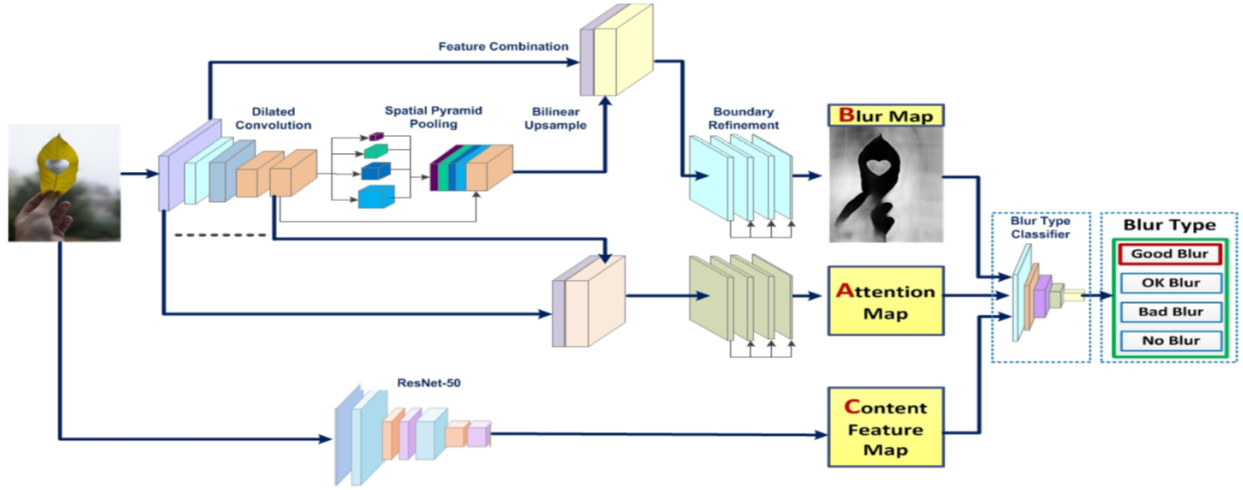 Feature Combination
Dilated
Convolution
Spatial Pyramid
Pooling
Bilinear
Upsample
Boundary
Refinement
Blur Map
Blur Type
Classifier
Blur Type
Good Blur
OK Blur
Bad Blur
No Blur
Attention
Map
ResNet-50
Content
Feature
Map